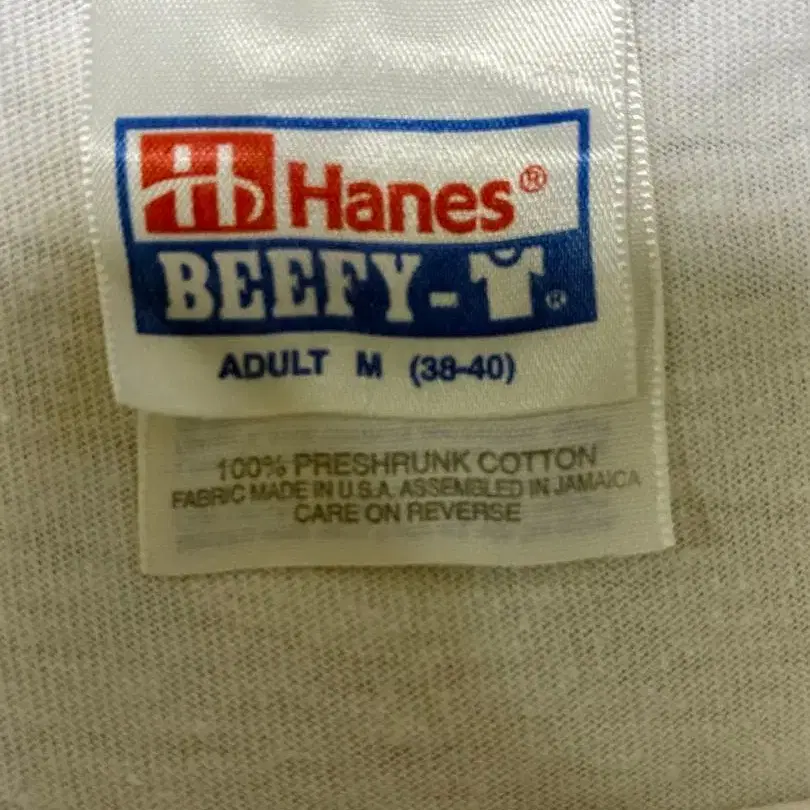 Hanes®
BEEFY-®
ADULT M (38-40)
100% PRESHRUNK COTTON
FABRIC MADE IN U.S.A. ASSEMBLED IN JAMAICA
CARE ON REVERSE